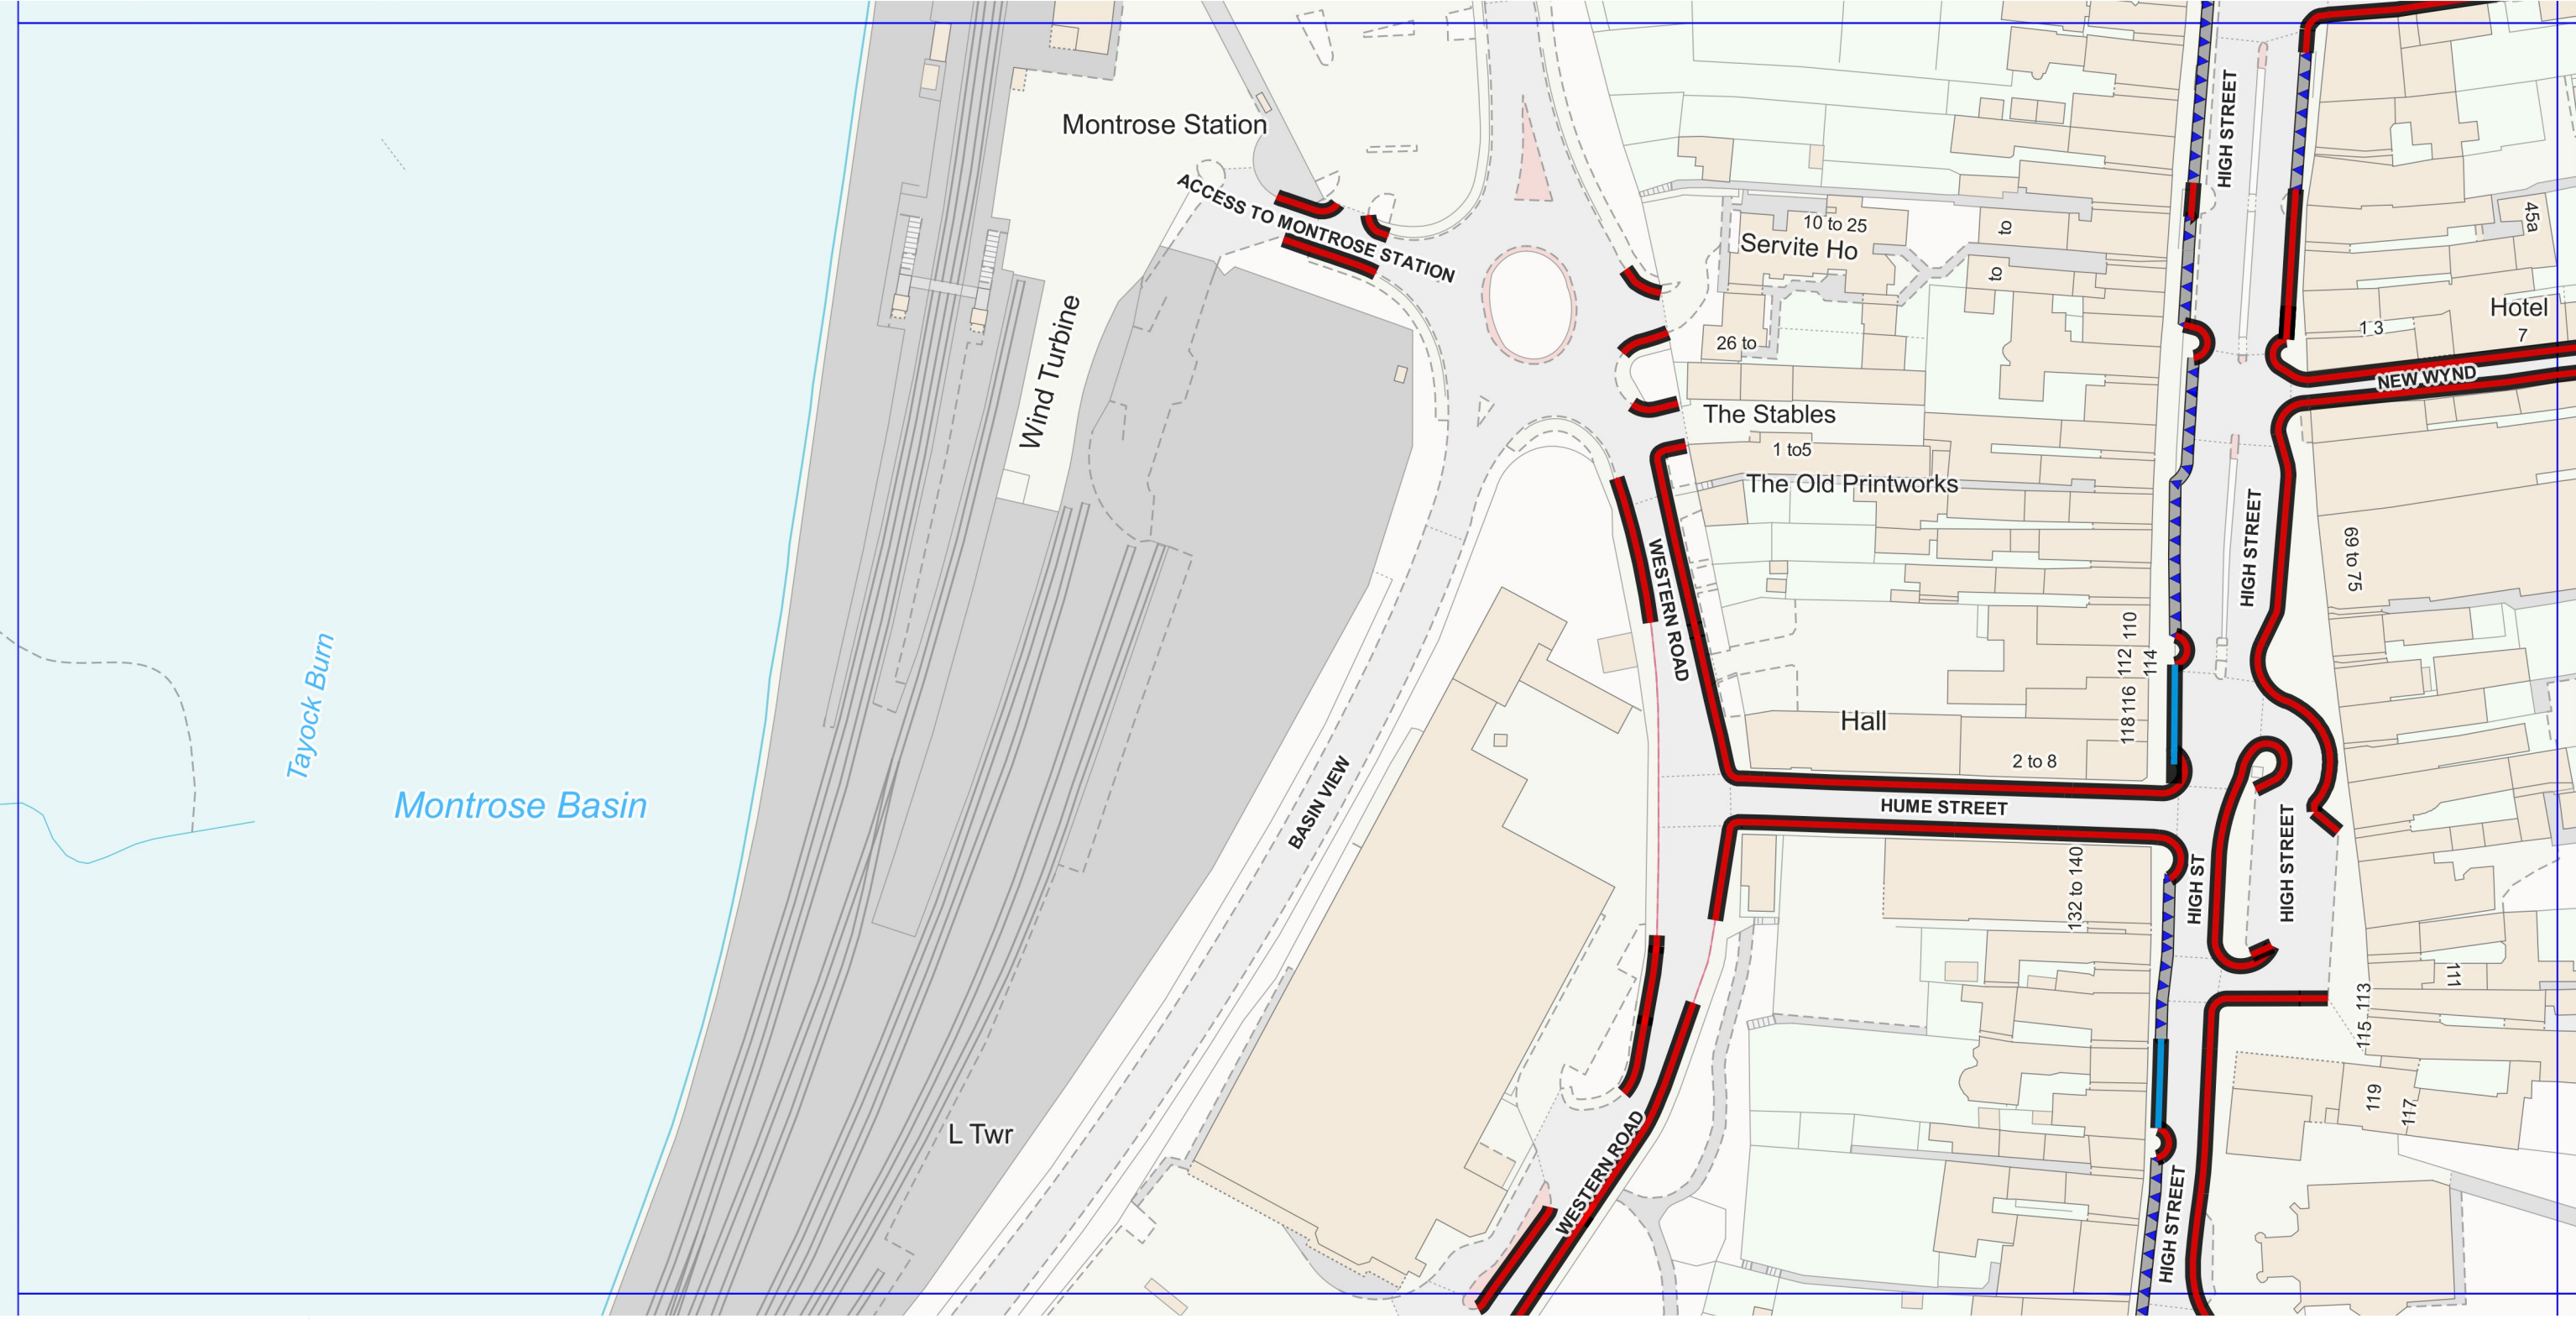 HIGH STREET
Montrose Station
ACCESS TO MONTROSE STATION
10 to 25
to
45a
Servite Ho
to
Hotel
7
1 3
26 to
Wind Turbine
NEW WYND
The Stables
1 to5
The Old Printworks
HIGH STREET
69 to 75
WESTERN ROAD
110
112
114
116
118
Tayock Burn
Hall
2 to 8
Montrose Basin
BASIN VIEW
HUME STREET
HIGH STREET
HIGH ST
132 to 140
111
113
115
119
117
L Twr
WESTERN ROAD
HIGH STREET